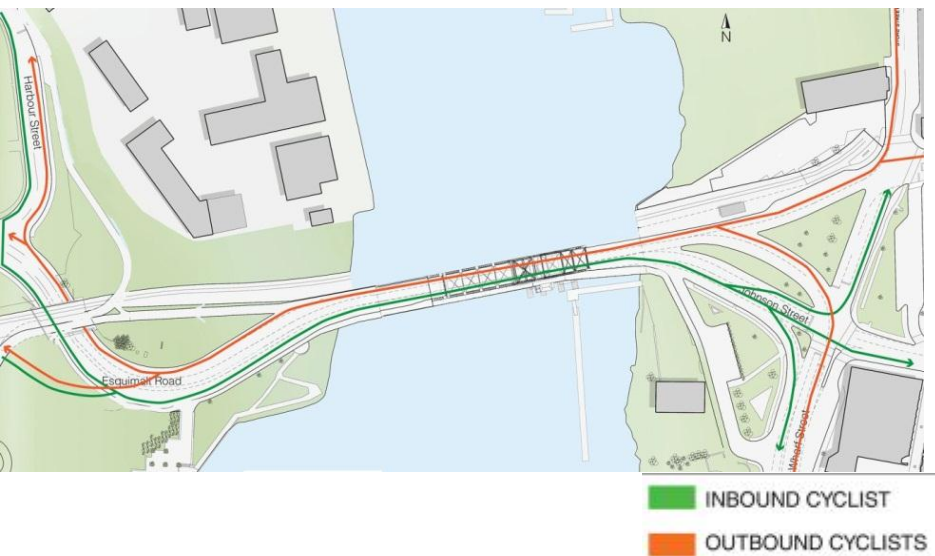 N
Harbour Street
Johnson Street
Esquimalt Road
Wharf Street
INBOUND CYCLIST
OUTBOUND CYCLISTS